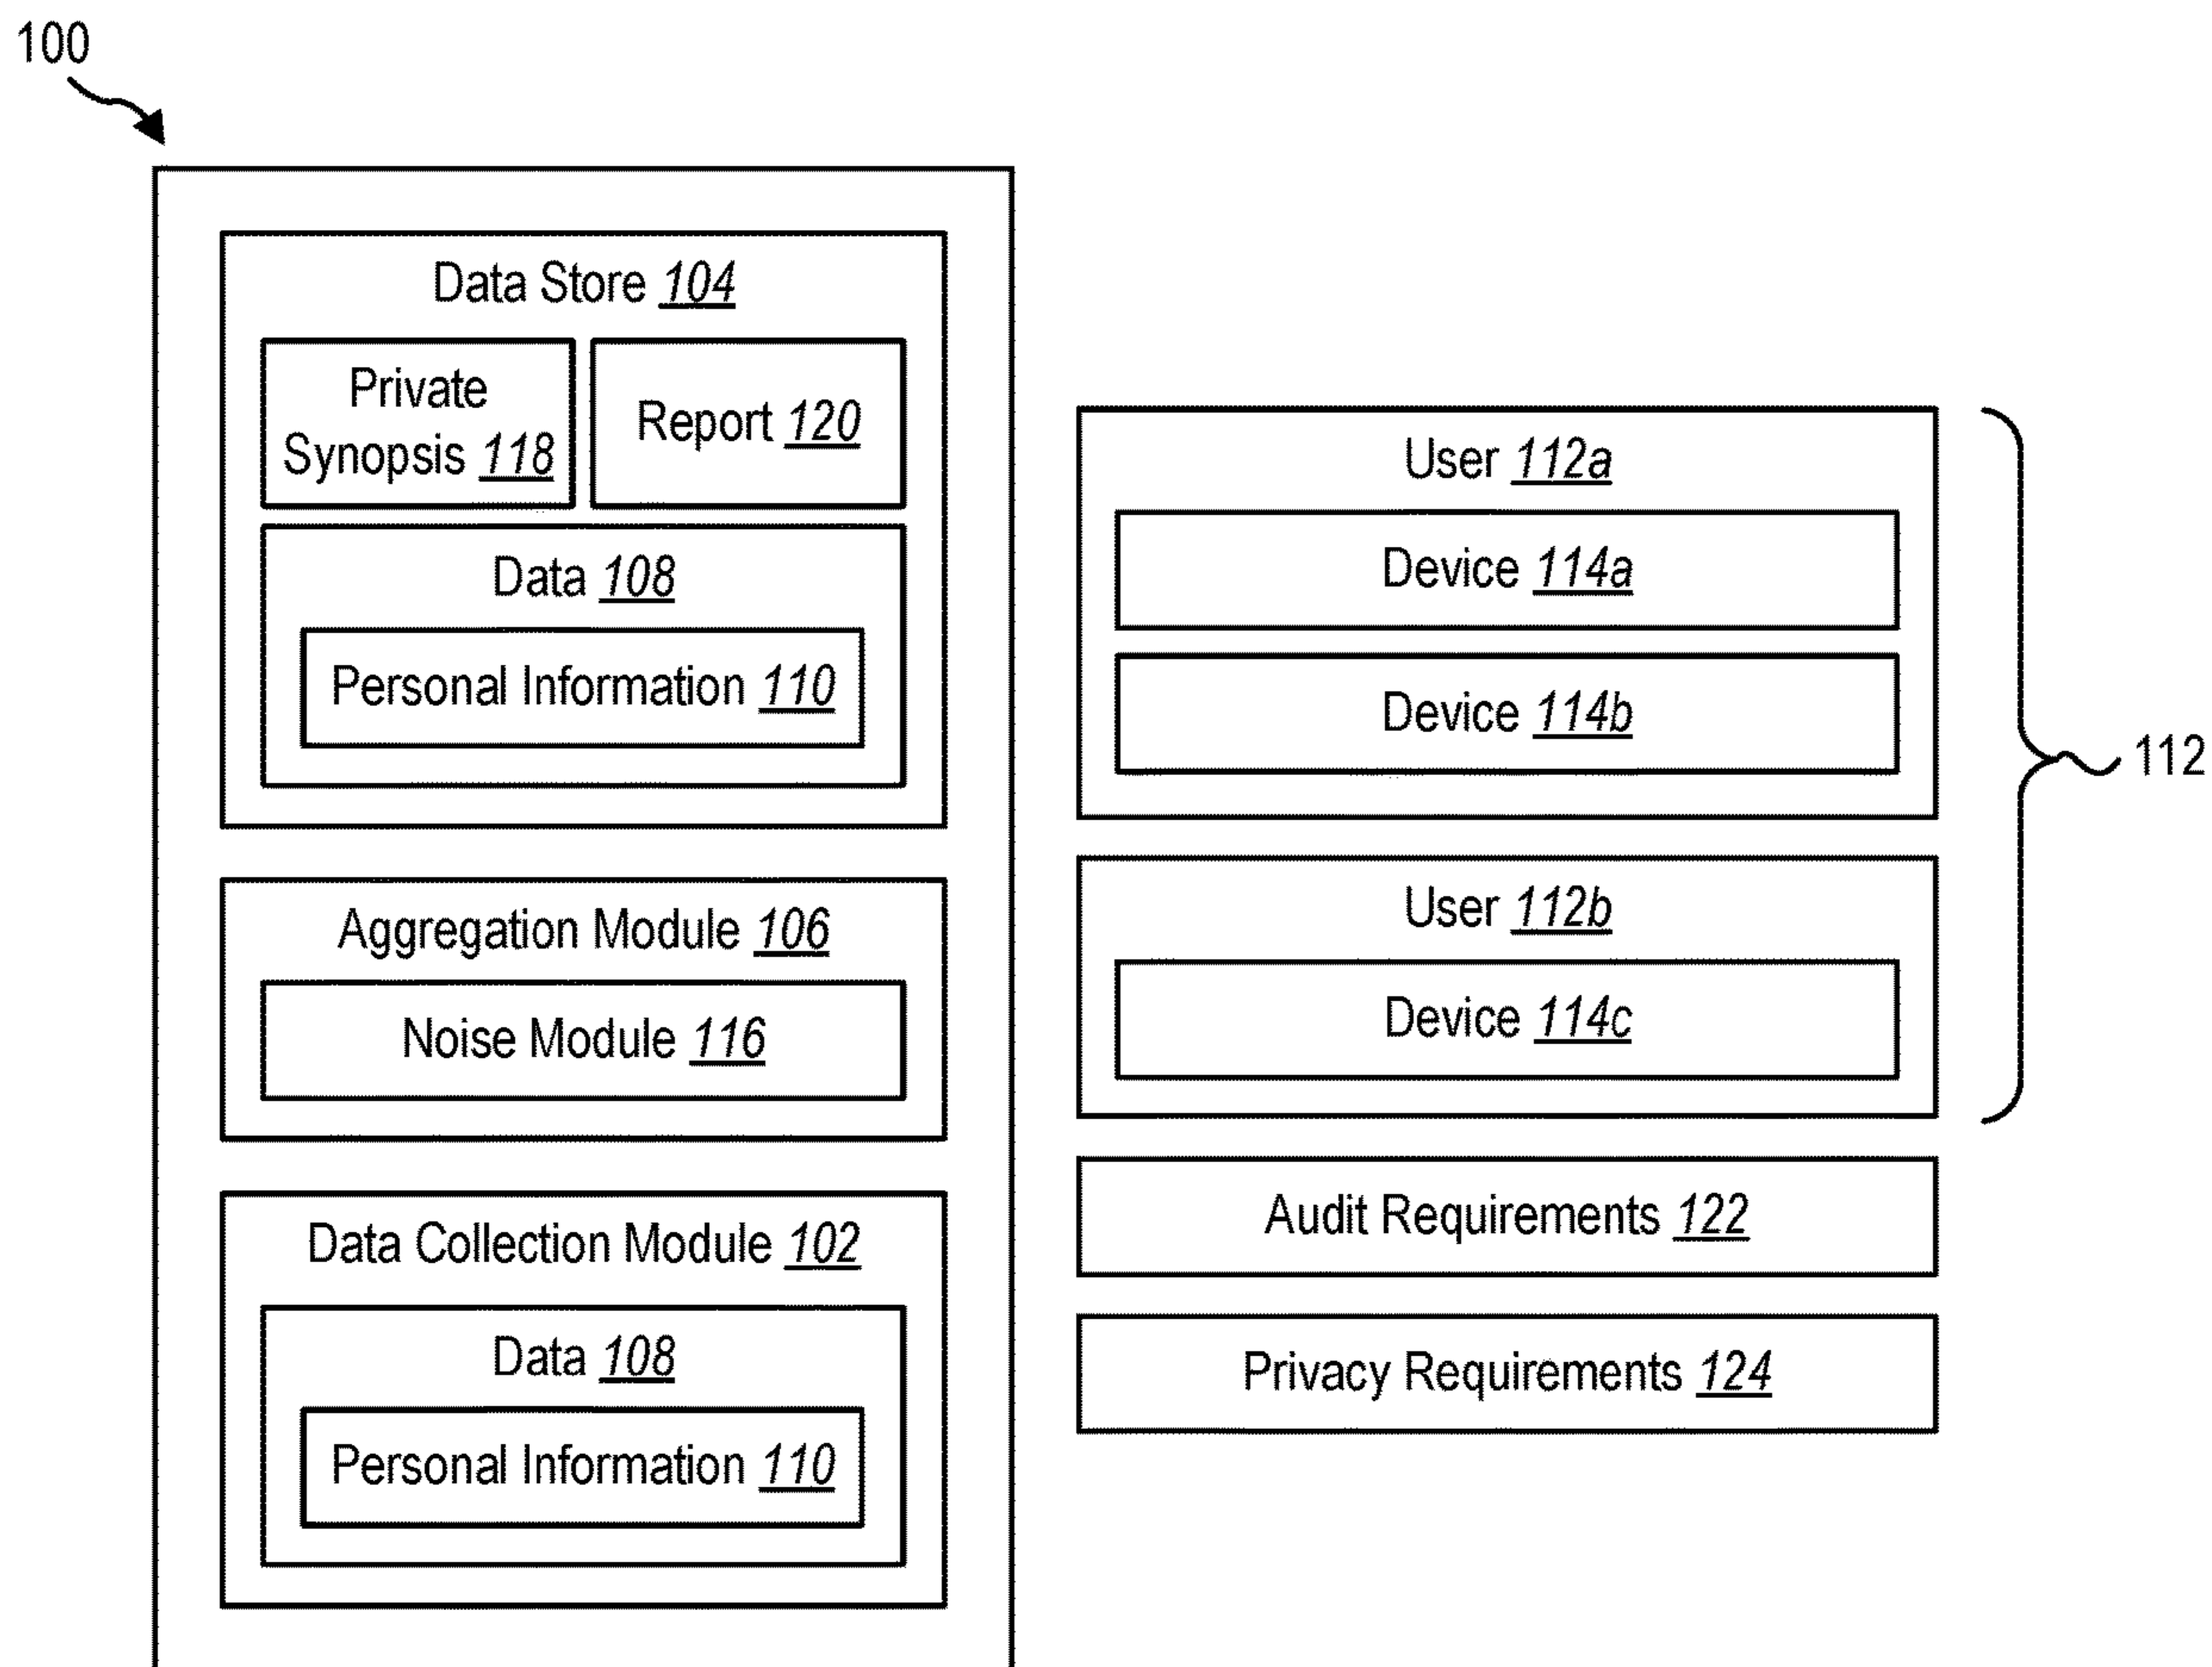 100
Data Store 104
Private
Synopsis 118
Report 120
Data 108
Personal Information 110
Aggregation Module 106
Noise Module 116
Data Collection Module 102
Data 108
Personal Information 110
User 112a
Device 114a
Device 114b
112
User 112b
Device 114c
Audit Requirements 122
Privacy Requirements 124